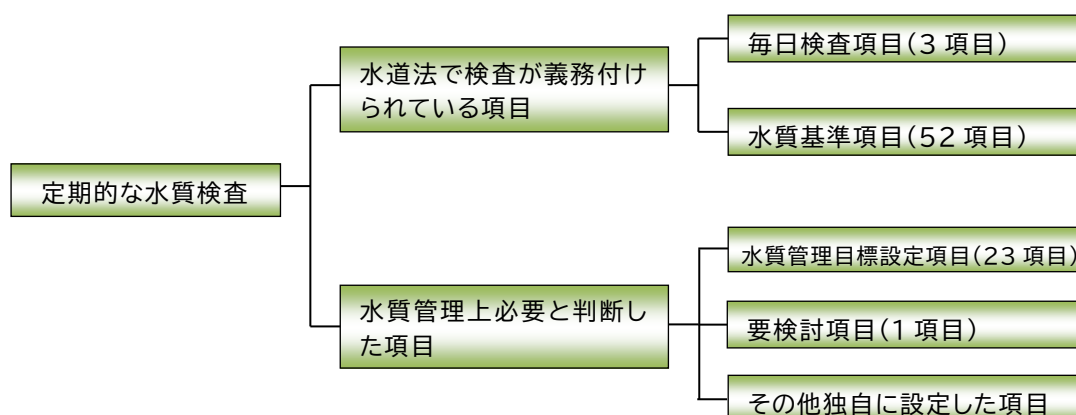 毎日検査項目(3 項目)
水道法で検査が義務付け
られている項目
水質基準項目(52 項目)
定期的な水質検査
水質管理目標設定項目(23 項目)
水質管理上必要と判断し
た項目
要検討項目(1 項目)
その他独自に設定した項目